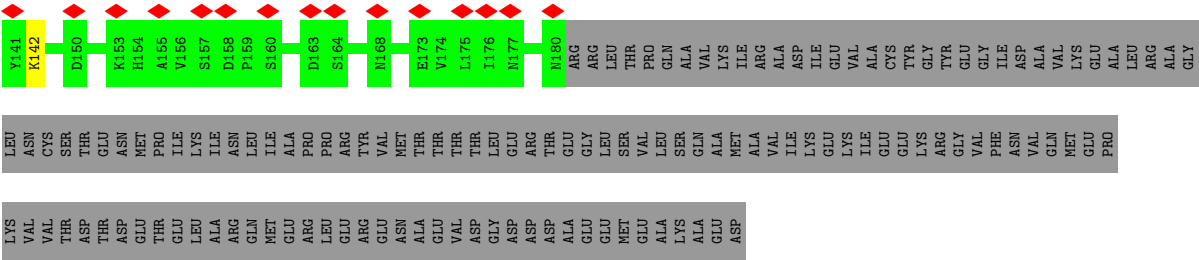 Y141 K142 D150 K153 H154 A155 V156 S157 D158 P159 S160 D163 S164 N168 E173 V174 L175 I176 N177 N180 ARG ARG LEU THR PRO GLN ALA VAL LYS ILE ARG ALA ASP ILE GLU VAL ALA CYS TYR GLY TYR GLU GLY ILE ASP ALA VAL LYS GLU ALA LEU ARG ALA GLY
LEU ASN CYS SER THR GLU ASN MET PRO ILE LYS ILE ASN LEU ILE ALA PRO PRO ARG TYR VAL MET THR THR THR THR LEU GLU ARG THR GLU GLY LEU SER VAL LEU SER GLN ALA MET ALA VAL ILE LYS GLU LYS ILE GLU GLU LYS ARG GLY VAL PHE ASN VAL GLN MET GLU PRO
LYS VAL VAL THR ASP THR ASP GLU THR GLU LEU ALA ARG GLN MET GLU ARG LEU GLU ARG GLU ASN ALA GLU VAL ASP GLY ASP ASP ASP ALA GLU GLU MET GLU ALA LYS ALA GLU ASP